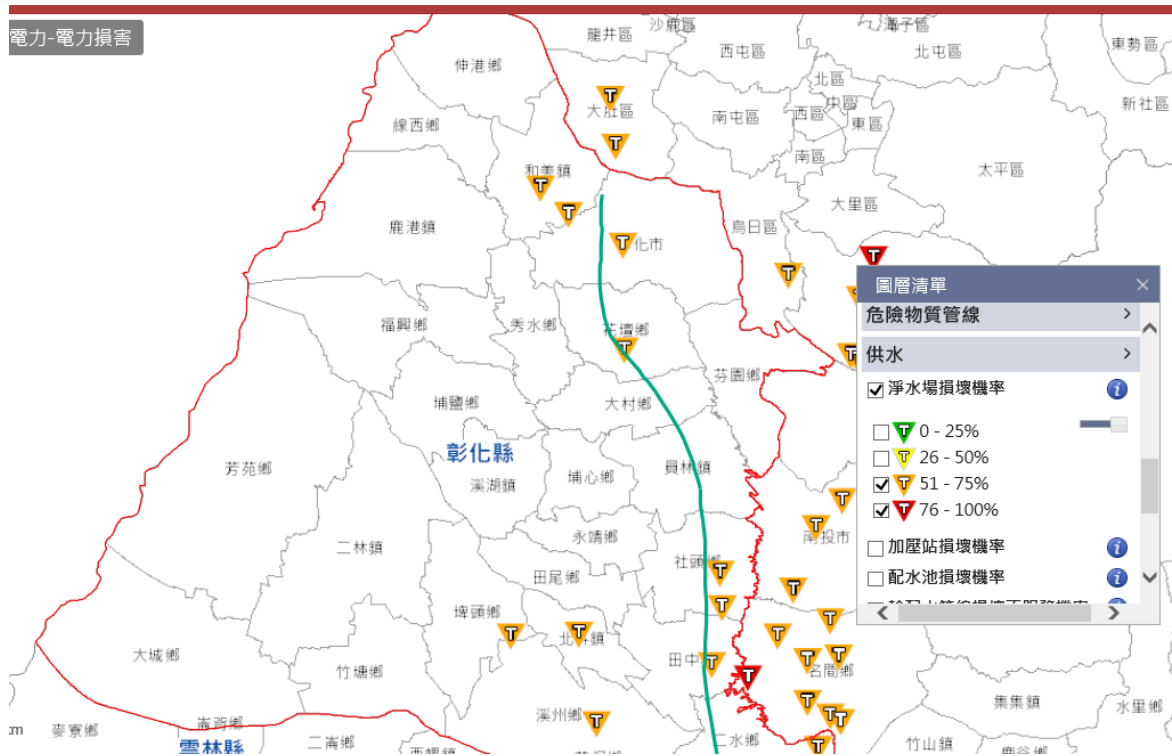 電力-電力損害
沙鹿區
龍井區
西屯區
潭子區
北屯區
東勢區
伸港鄉
北區
新社區
大肚區
南屯區
西區
中區
東區
線西鄉
南區
太平區
和美鎮
大里區
鹿港鎮
烏日區
化市
圖層清單
危險物質管線
供水
淨水場損壞機率
0 - 25%
26 - 50%
51 - 75%
76 - 100%
加壓站損壞機率
配水池損壞機率
福興鄉
秀水鄉
花壇鄉
芬園鄉
埔鹽鄉
大村鄉
彰化縣
芳苑鄉
溪湖鎮
埔心鄉
員林鎮
二林鎮
永靖鄉
南投市
社頭鄉
田尾鄉
埤頭鄉
北斗鎮
大城鄉
竹塘鄉
田中
名間鄉
溪州鄉
集集鎮
水里鄉
麥寮鄉
崙背鄉
雲林縣
二崙鄉
西螺鎮
二水鄉
竹山鎮
鹿谷鄉